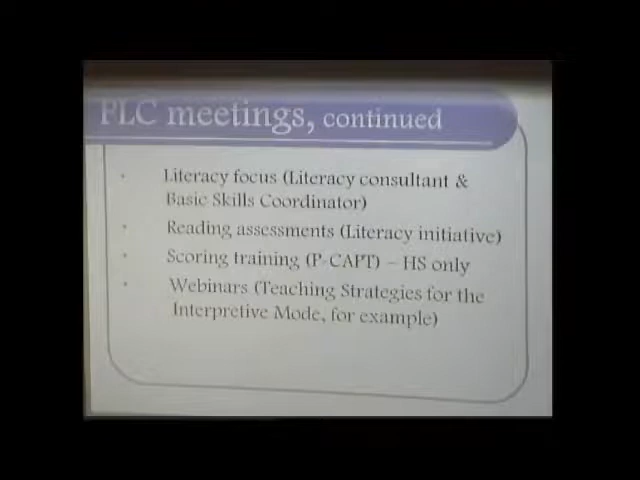 PLC meetings, continued
Literacy focus (Literacy consultant &
Basic Skills Coordinator)
Reading assessments (Literacy initiative)
Scoring training (P-CAPT) – HS only
Webinars (Teaching Strategies for the
Interpretive Mode, for example)